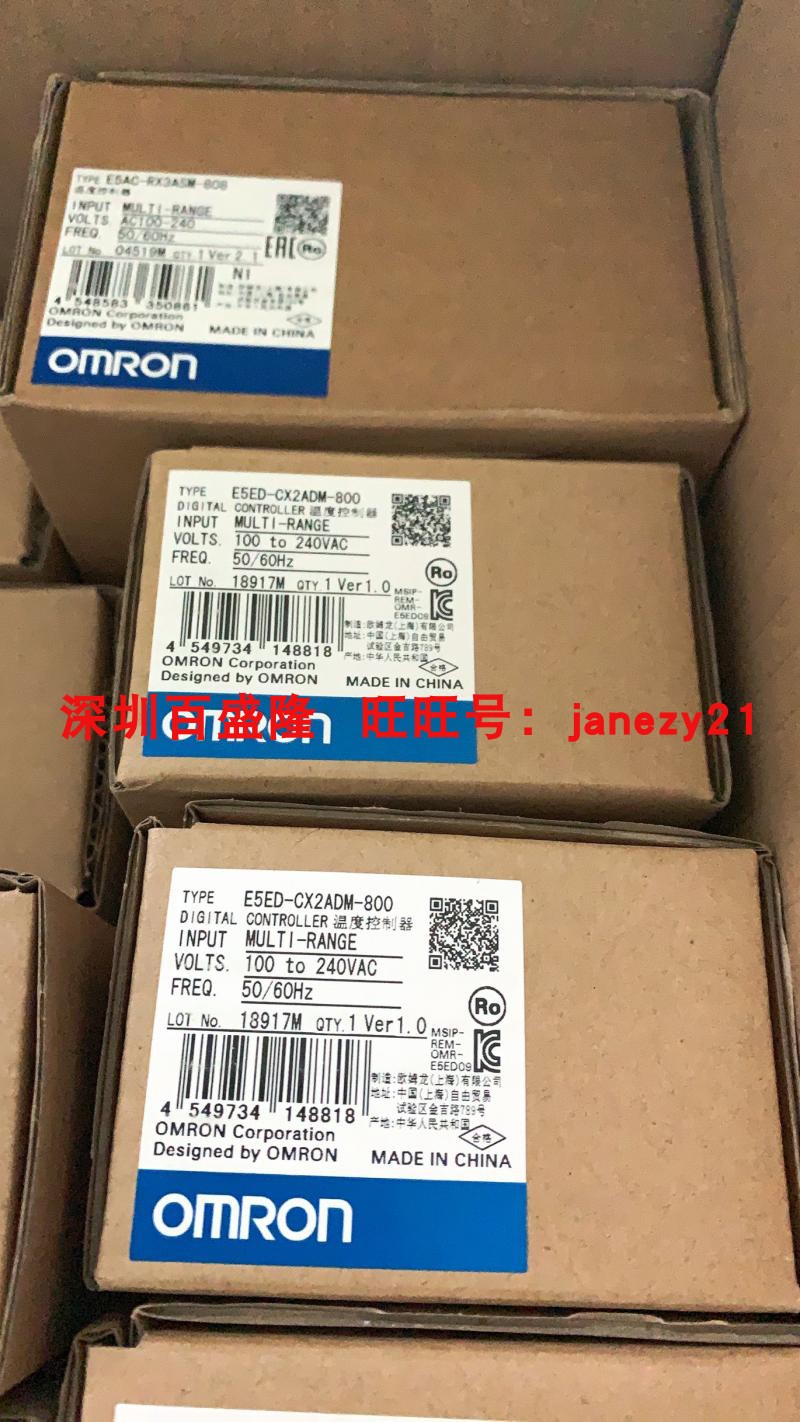 TYPE E5AC-RX3ASM-808
温度控制器
INPUT MULTI-RANGE
VOLTS AC100-240
FREQ. 50/60Hz
LOT No. 04519M QTY.1 Ver 2.1
EAC Ro
N1
4 548583 350861
OMRON Corporation
Designed by OMRON MADE IN CHINA
OMRON
TYPE E5ED-CX2ADM-800
DIGITAL CONTROLLER 温度控制器
INPUT MULTI-RANGE
VOLTS. 100 to 240VAC
FREQ. 50/60Hz
Ro
LOT No. 18917M QTY.1 Ver1.0
MSIP-
REM-
OMR-
E5ED09
制造:欧姆龙(上海)有限公司
地址:中国(上海)自由贸易
试验区金吉路789号
产地:中华人民共和国
合格
4 549734 148818
OMRON Corporation
Designed by OMRON MADE IN CHINA
深圳百盛隆 旺旺号: janezy21
OMRON
TYPE E5ED-CX2ADM-800
DIGITAL CONTROLLER 温度控制器
INPUT MULTI-RANGE
VOLTS. 100 to 240VAC
FREQ. 50/60Hz
Ro
LOT No. 18917M QTY.1 Ver1.0
MSIP-
REM-
OMR-
E5ED09
制造:欧姆龙(上海)有限公司
地址:中国(上海)自由贸易
试验区金吉路789号
产地:中华人民共和国
合格
4 549734 148818
OMRON Corporation
Designed by OMRON MADE IN CHINA
OMRON